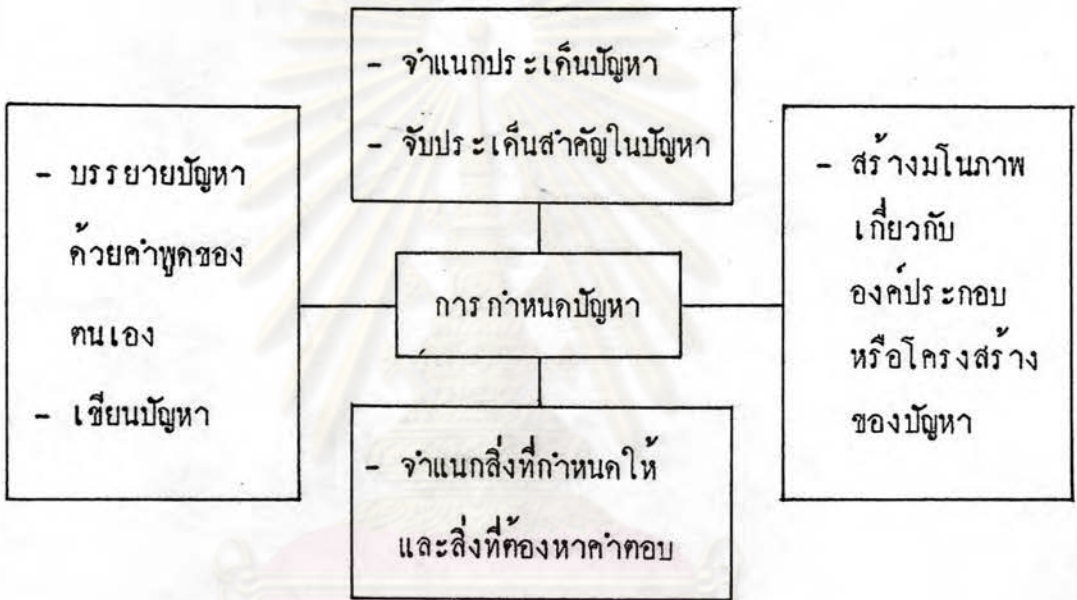 - จำแนกประเด็นปัญหา
- จับประเด็นสำคัญในปัญหา
- บรรยายปัญหา
ด้วยคำพูดของ
ตนเอง
- เขียนปัญหา
การกำหนดปัญหา
- สร้างมโนภาพ
เกี่ยวกับ
องค์ประกอบ
หรือโครงสร้าง
ของปัญหา
- จำแนกสิ่งที่กำหนดให้
และสิ่งที่ต้องหาคำตอบ